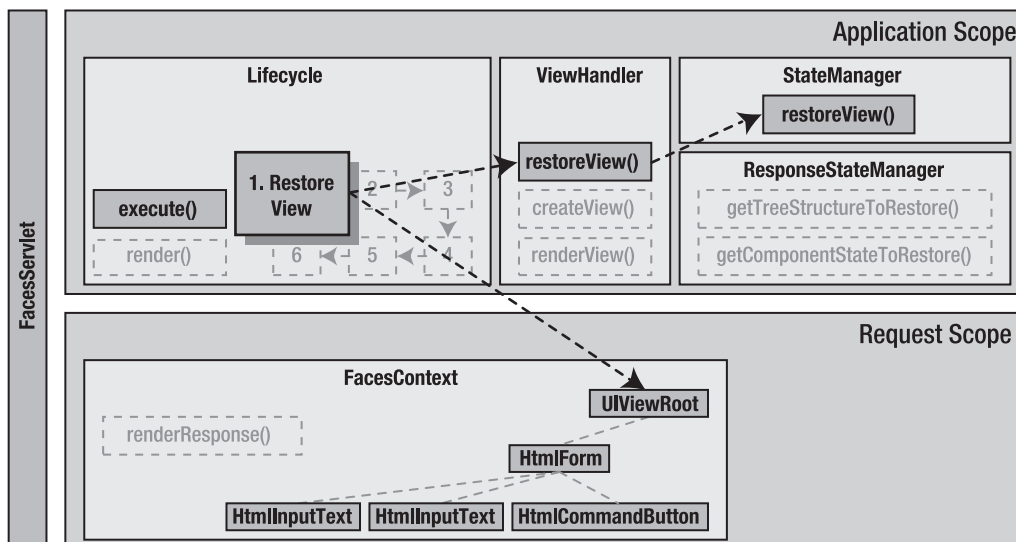 FacesServlet
Application Scope
Lifecycle
execute()
render()
1. Restore
View
2
3
4
5
6
ViewHandler
restoreView()
createView()
renderView()
StateManager
restoreView()
ResponseStateManager
getTreeStructureToRestore()
getComponentStateToRestore()
Request Scope
FacesContext
renderResponse()
UIViewRoot
HtmlForm
HtmlInputText
HtmlInputText
HtmlCommandButton